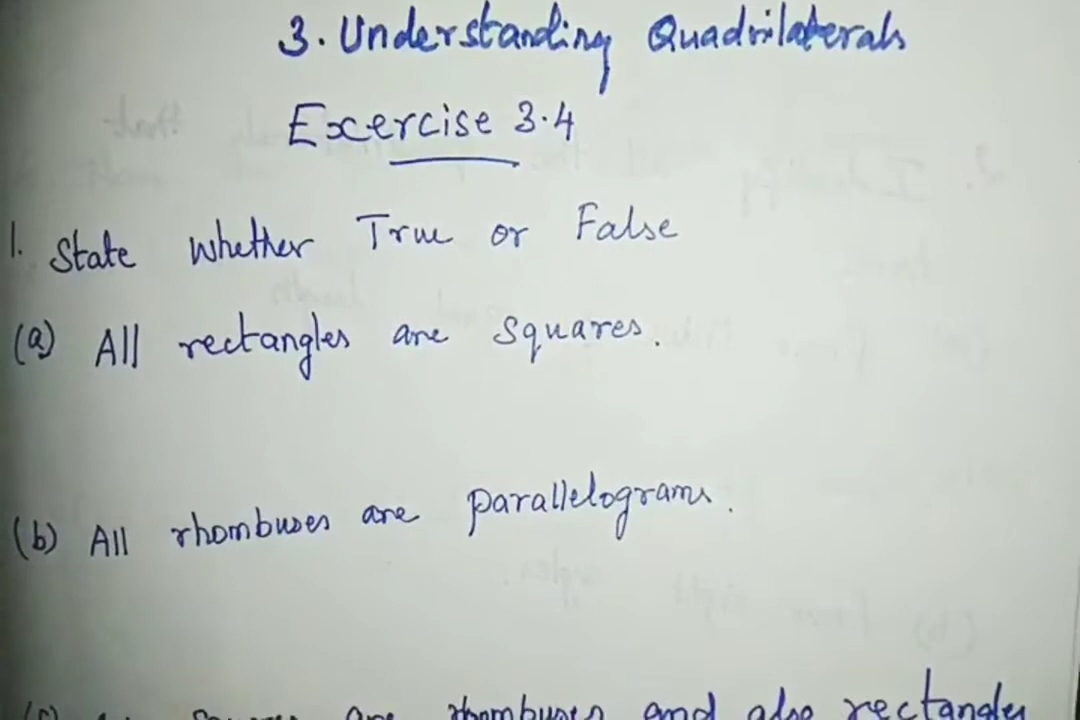 3. Understanding Quadrilaterals
Exercise 3.4
1. State whether True or False
(a) All rectangles are squares.
(b) All rhombuses are parallelograms.
are rhombuses and also rectangles